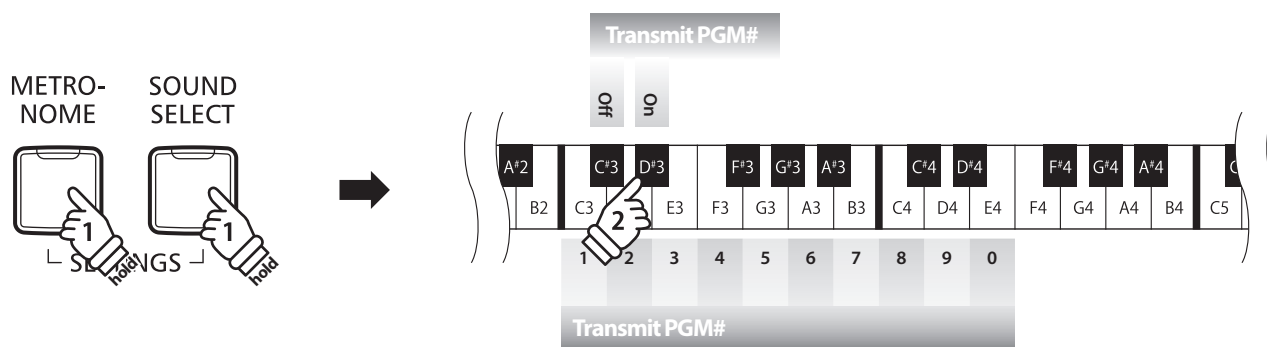 Transmit PGM#
Off On
METRO-
NOME
SOUND
SELECT
1 1
hold! hold
A#2 C#3 D#3 F#3 G#3 A#3 C#4 D#4 F#4 G#4 A#4
B2 C3 E3 F3 G3 A3 B3 C4 D4 E4 F4 G4 A4 B4 C5
2
1 2 3 4 5 6 7 8 9 0
Transmit PGM#